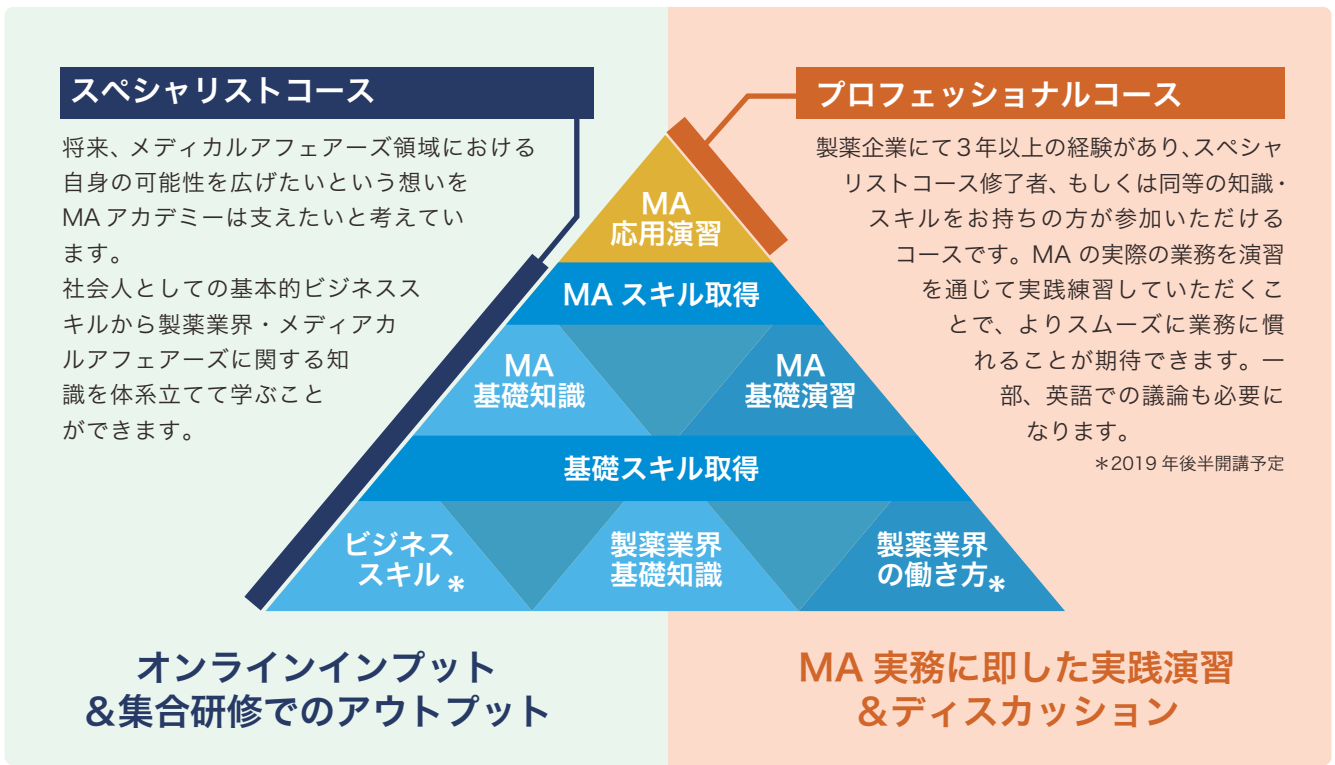 スペシャリストコース
将来、メディカルアフェアーズ領域における
自身の可能性を広げたいという想いを
MAアカデミーは支えたいと考えてい
ます。
社会人としての基本的ビジネスス
キルから製薬業界・メディアカ
ルアフェアーズに関する知
識を体系立てて学ぶこと
ができます。
プロフェッショナルコース
製薬企業にて3年以上の経験があり、スペシャ
リストコース修了者、もしくは同等の知識・
スキルをお持ちの方が参加いただける
コースです。MA の実際の業務を演習
を通じて実践練習していただくこ
とで、よりスムーズに業務に慣
れることが期待できます。一
部、英語での議論も必要に
なります。
＊2019 年後半開講予定
MA
応用演習
MA スキル取得
MA
基礎知識
MA
基礎演習
基礎スキル取得
ビジネス
スキル＊
製薬業界
基礎知識
製薬業界
の働き方＊
オンラインインプット
＆集合研修でのアウトプット
MA 実務に即した実践演習
＆ディスカッション